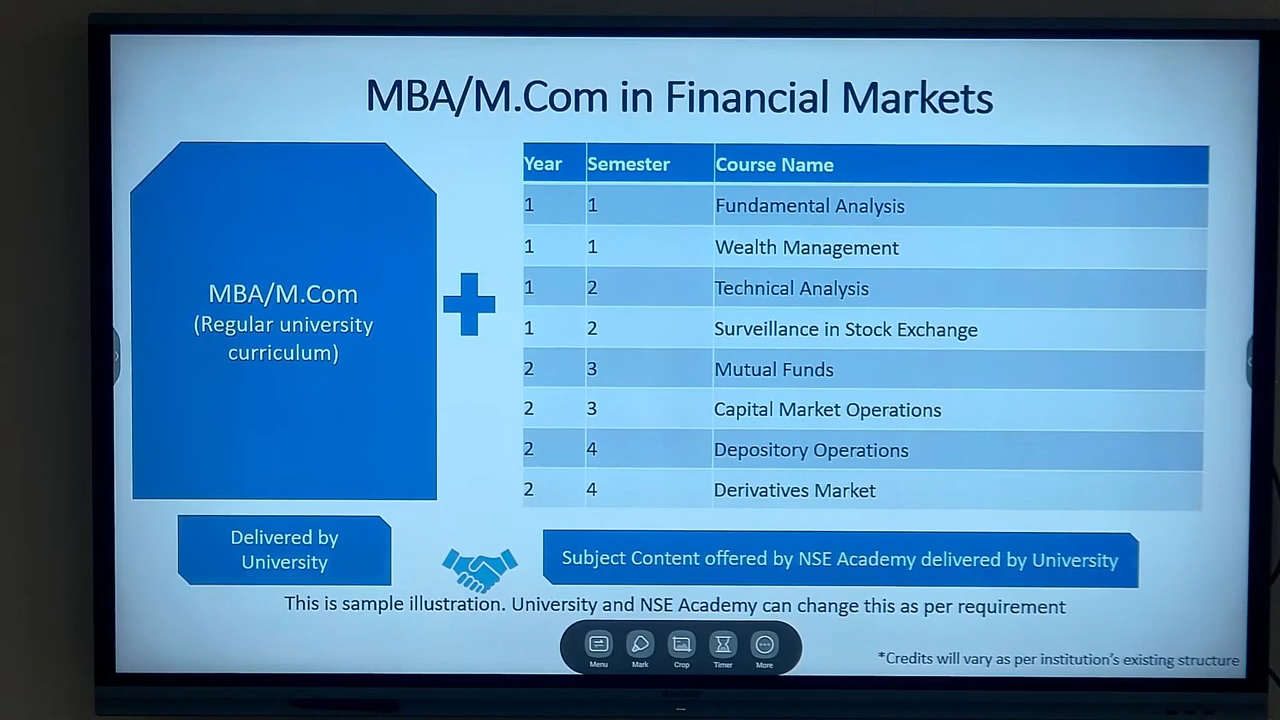 MBA/M.Com in Financial Markets
MBA/M.Com
(Regular university
curriculum)
Year Semester Course Name
1 1 Fundamental Analysis
1 1 Wealth Management
1 2 Technical Analysis
1 2 Surveillance in Stock Exchange
2 3 Mutual Funds
2 3 Capital Market Operations
2 4 Depository Operations
2 4 Derivatives Market
Delivered by
University
Subject Content offered by NSE Academy delivered by University
This is sample illustration. University and NSE Academy can change this as per requirement
Menu Mark Crop Timer More
*Credits will vary as per institution's existing structure